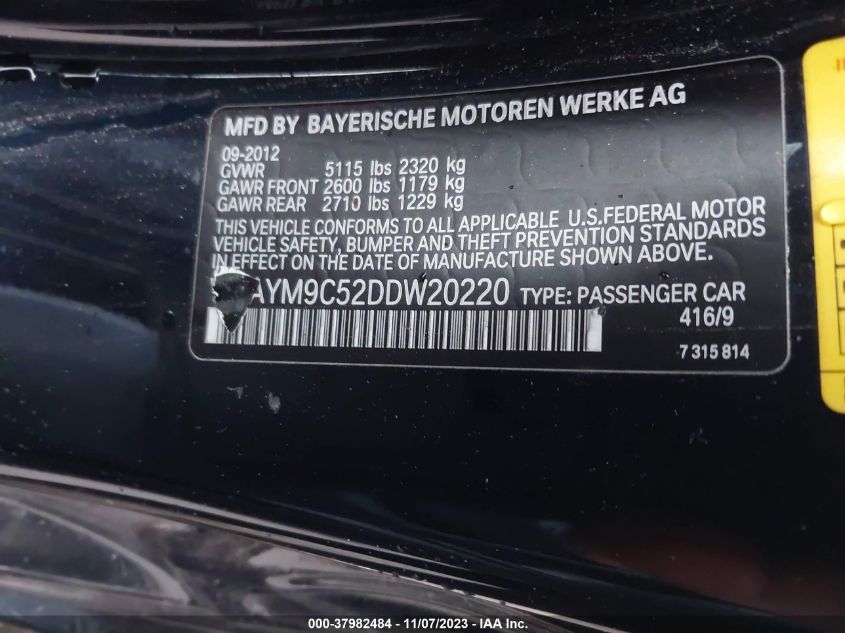 MFD BY BAYERISCHE MOTOREN WERKE AG
09-2012
GVWR 5115 lbs 2320 kg
GAWR FRONT 2600 lbs 1179 kg
GAWR REAR 2710 lbs 1229 kg
THIS VEHICLE CONFORMS TO ALL APPLICABLE U.S.FEDERAL MOTOR
VEHICLE SAFETY, BUMPER AND THEFT PREVENTION STANDARDS
IN EFFECT ON THE DATE OF MANUFACTURE SHOWN ABOVE.
AYM9C52DDW20220 TYPE: PASSENGER CAR
416/9
7 315 814
000-37982484 - 11/07/2023 - IAA Inc.